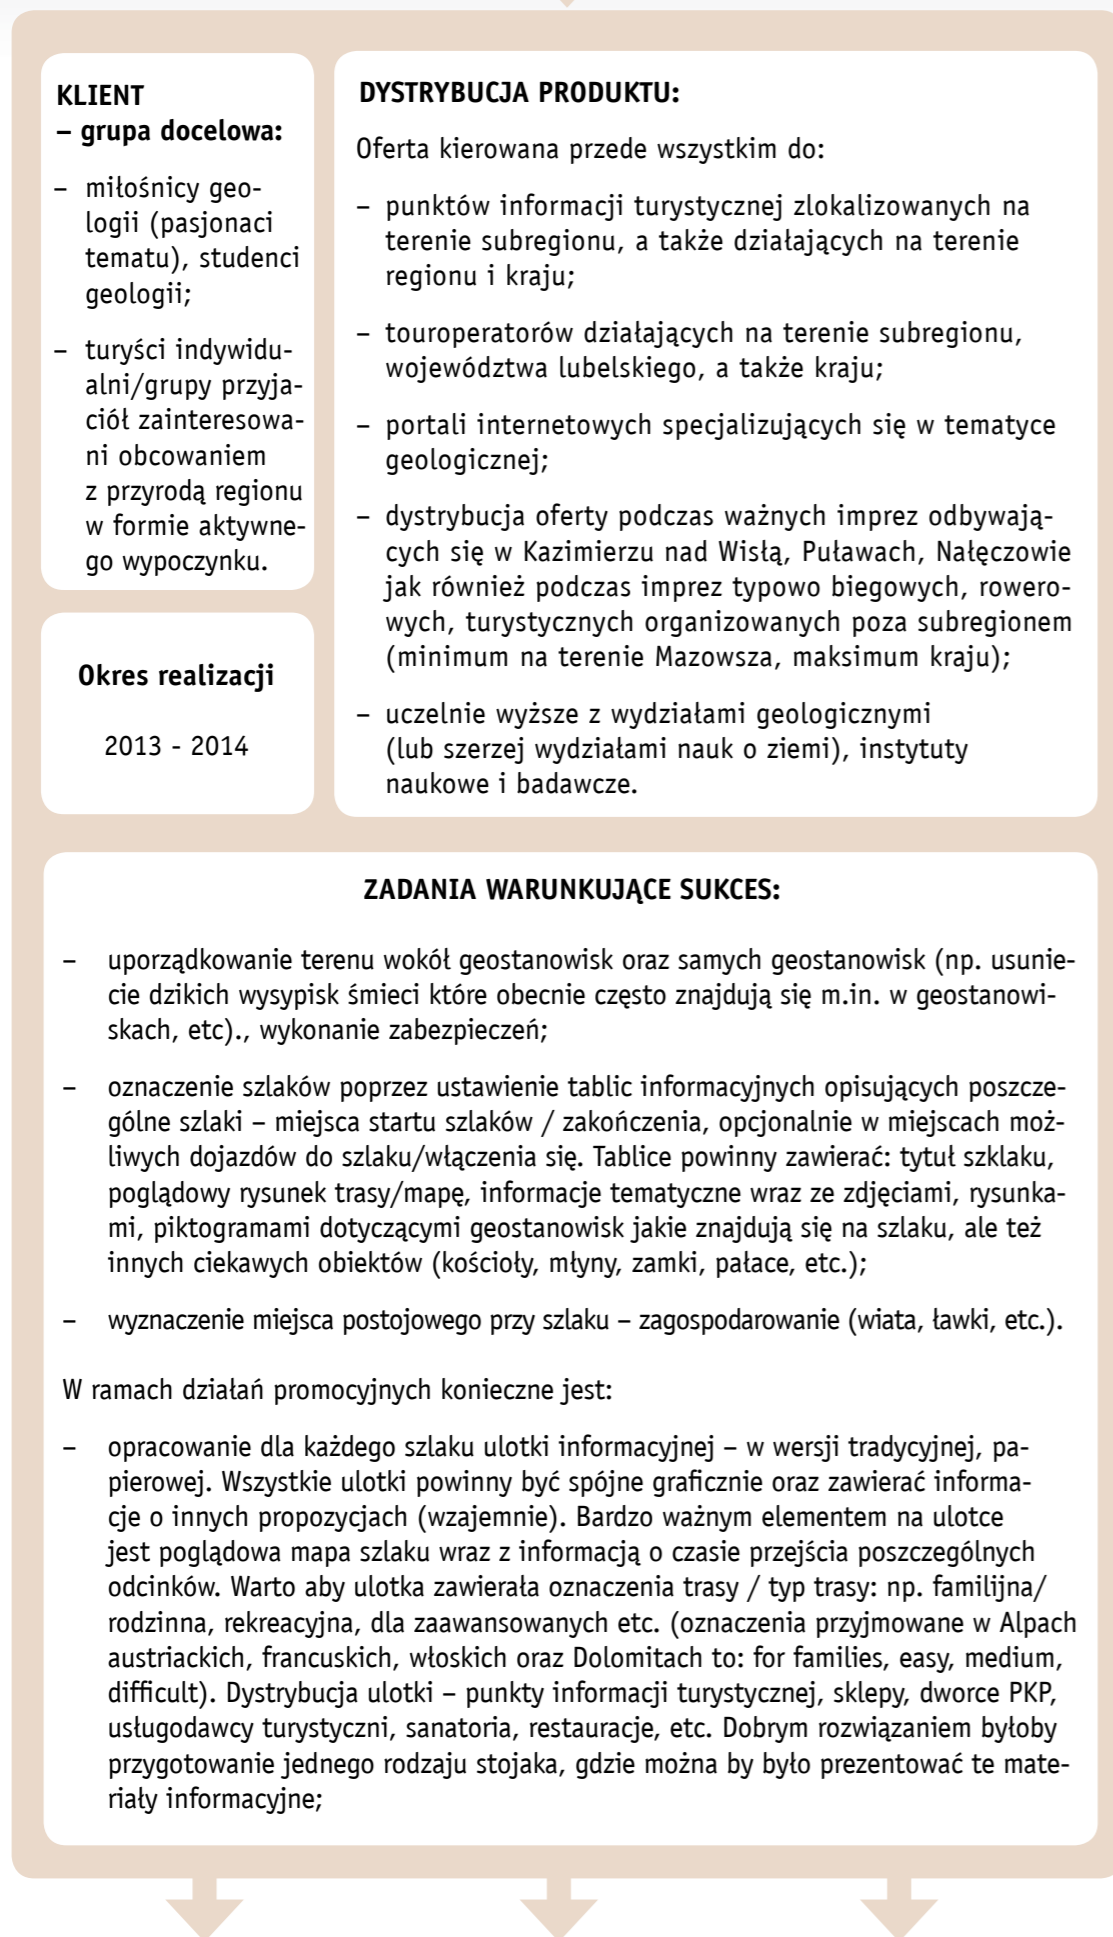 KLIENT
– grupa docelowa:
– miłośnicy geo-
logii (pasjonaci
tematu), studenci
geologii;
– turyści indywidu-
alni/grupy przyja-
ciół zainteresowa-
ni obcowaniem
z przyrodą regionu
w formie aktywne-
go wypoczynku.
Okres realizacji
2013 - 2014
DYSTRYBUCJA PRODUKTU:
Oferta kierowana przede wszystkim do:
– punktów informacji turystycznej zlokalizowanych na
terenie subregionu, a także działających na terenie
regionu i kraju;
– touroperatorów działających na terenie subregionu,
województwa lubelskiego, a także kraju;
– portali internetowych specjalizujących się w tematyce
geologicznej;
– dystrybucja oferty podczas ważnych imprez odbywają-
cych się w Kazimierzu nad Wisłą, Puławach, Nałęczowie
jak również podczas imprez typowo biegowych, rowero-
wych, turystycznych organizowanych poza subregionem
(minimum na terenie Mazowsza, maksimum kraju);
– uczelnie wyższe z wydziałami geologicznymi
(lub szerzej wydziałami nauk o ziemi), instytuty
naukowe i badawcze.
ZADANIA WARUNKUJĄCE SUKCES:
– uporządkowanie terenu wokół geostanowisk oraz samych geostanowisk (np. usunie-
cie dzikich wysypisk śmieci które obecnie często znajdują się m.in. w geostanowi-
skach, etc)., wykonanie zabezpieczeń;
– oznaczenie szlaków poprzez ustawienie tablic informacyjnych opisujących poszcze-
gólne szlaki – miejsca startu szlaków / zakończenia, opcjonalnie w miejscach moż-
liwych dojazdów do szlaku/włączenia się. Tablice powinny zawierać: tytuł szklaku,
poglądowy rysunek trasy/mapę, informacje tematyczne wraz ze zdjęciami, rysunka-
mi, piktogramami dotyczącymi geostanowisk jakie znajdują się na szlaku, ale też
innych ciekawych obiektów (kościoły, młyny, zamki, pałace, etc.);
– wyznaczenie miejsca postojowego przy szlaku – zagospodarowanie (wiata, ławki, etc.).
W ramach działań promocyjnych konieczne jest:
– opracowanie dla każdego szlaku ulotki informacyjnej – w wersji tradycyjnej, pa-
pierowej. Wszystkie ulotki powinny być spójne graficznie oraz zawierać informa-
cje o innych propozycjach (wzajemnie). Bardzo ważnym elementem na ulotce
jest poglądowa mapa szlaku wraz z informacją o czasie przejścia poszczególnych
odcinków. Warto aby ulotka zawierała oznaczenia trasy / typ trasy: np. familijna/
rodzinna, rekreacyjna, dla zaawansowanych etc. (oznaczenia przyjmowane w Alpach
austriackich, francuskich, włoskich oraz Dolomitach to: for families, easy, medium,
difficult). Dystrybucja ulotki – punkty informacji turystycznej, sklepy, dworce PKP,
usługodawcy turystyczni, sanatoria, restauracje, etc. Dobrym rozwiązaniem byłoby
przygotowanie jednego rodzaju stojaka, gdzie można by było prezentować te mate-
riały informacyjne;